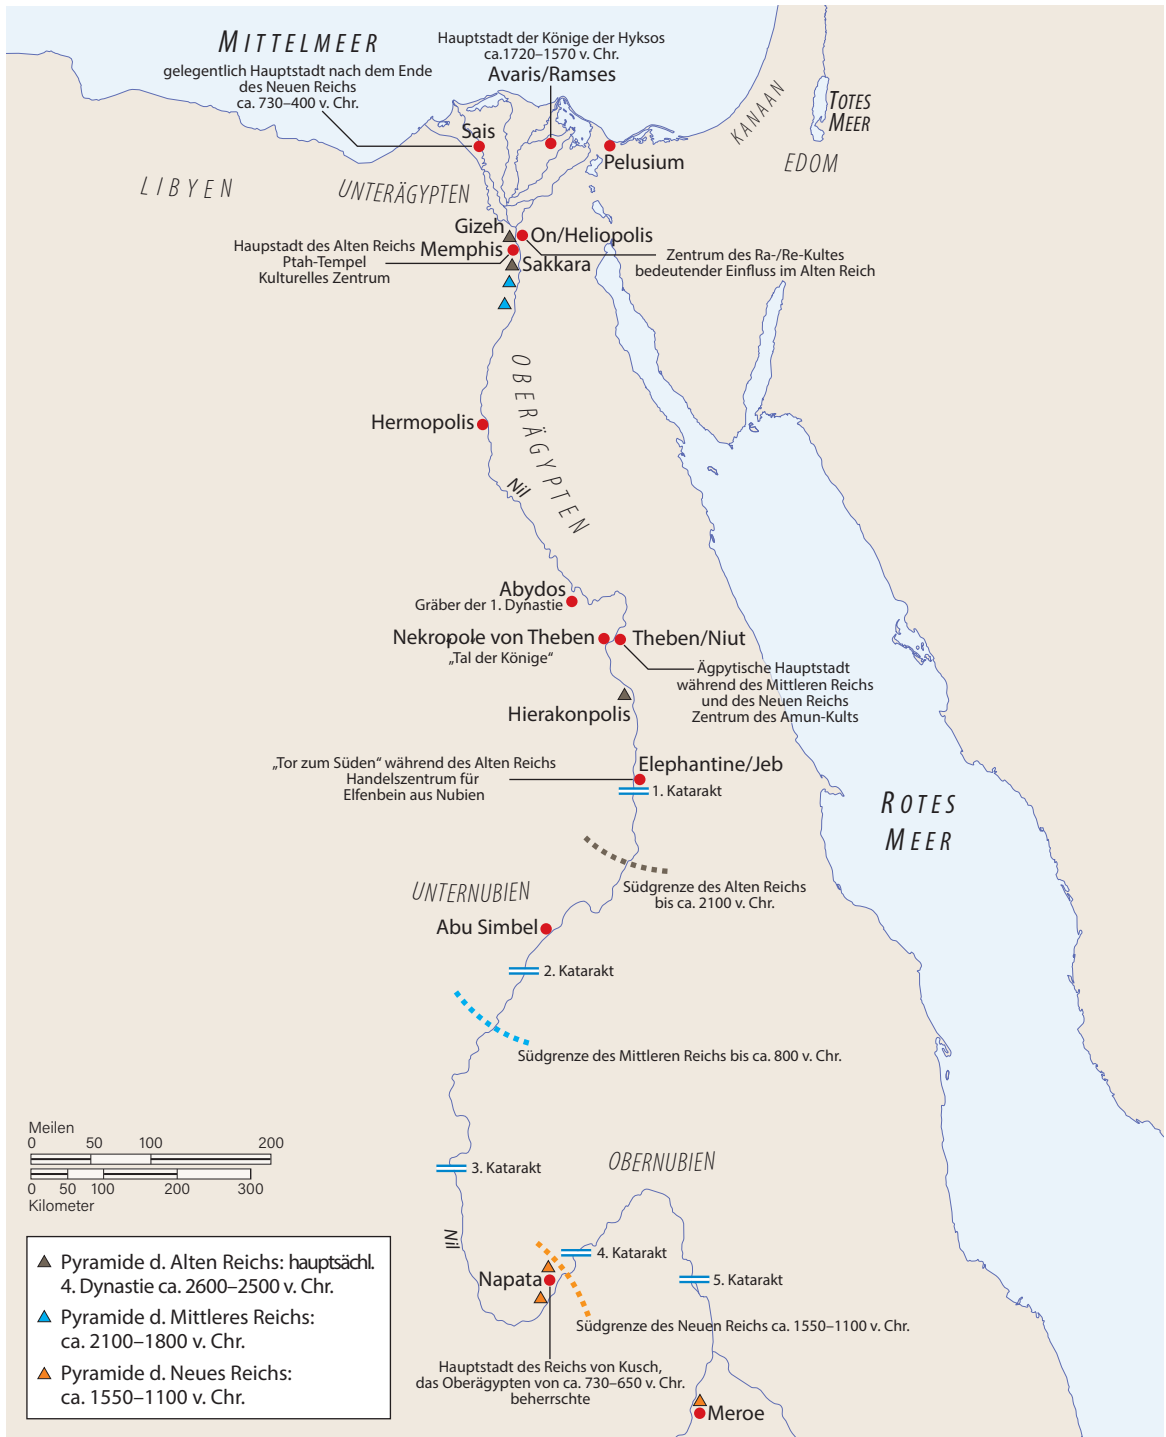 MITTELMEER
Hauptstadt der Könige der Hyksos
ca.1720–1570 v. Chr.
Avaris/Ramses
gelegentlich Hauptstadt nach dem Ende
des Neuen Reichs
ca. 730–400 v. Chr.
Sais
Pelusium
KANAAN
TOTES
MEER
EDOM
LIBYEN
UNTERÄGYPTEN
Gizeh
On/Heliopolis
Haupstadt des Alten Reichs
Ptah-Tempel
Kulturelles Zentrum
Memphis
Sakkara
Zentrum des Ra-/Re-Kultes
bedeutender Einfluss im Alten Reich
OBERÄGYPTEN
Hermopolis
Nil
Abydos
Gräber der 1. Dynastie
Nekropole von Theben
„Tal der Könige“
Theben/Niut
Ägpytische Hauptstadt
während des Mittleren Reichs
und des Neuen Reichs
Zentrum des Amun-Kults
Hierakonpolis
„Tor zum Süden“ während des Alten Reichs
Handelszentrum für
Elfenbein aus Nubien
Elephantine/Jeb
1. Katarakt
ROTES
MEER
Südgrenze des Alten Reichs
bis ca. 2100 v. Chr.
UNTERNUBIEN
Abu Simbel
2. Katarakt
Südgrenze des Mittleren Reichs bis ca. 800 v. Chr.
Meilen
0 50 100 200
0 50 100 200 300
Kilometer
3. Katarakt
OBERNUBIEN
Nil
4. Katarakt
Napata
5. Katarakt
Südgrenze des Neuen Reichs ca. 1550–1100 v. Chr.
Hauptstadt des Reichs von Kusch,
das Oberägypten von ca. 730–650 v. Chr.
beherrschte
Meroe
Pyramide d. Alten Reichs: hauptsächl.
4. Dynastie ca. 2600–2500 v. Chr.
Pyramide d. Mittleres Reichs:
ca. 2100–1800 v. Chr.
Pyramide d. Neues Reichs:
ca. 1550–1100 v. Chr.